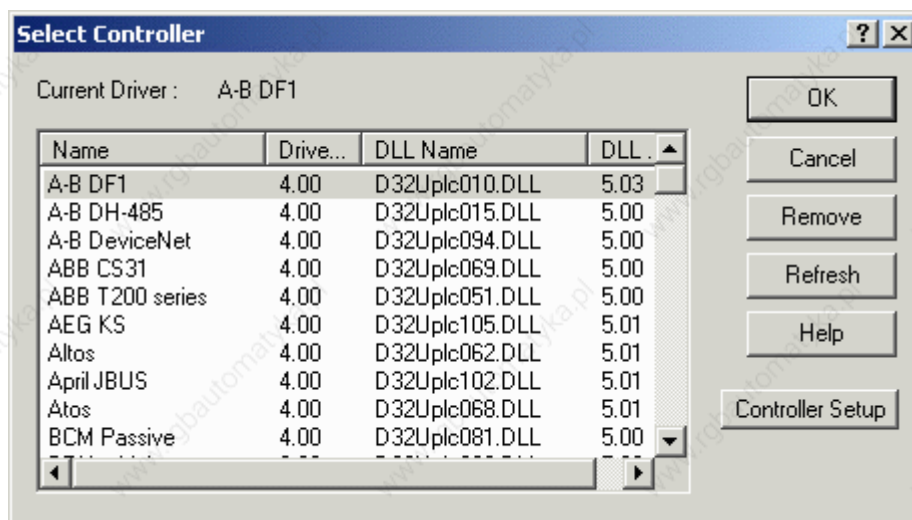 Select Controller
Current Driver : A-B DF1
OK
Cancel
Remove
Refresh
Help
Controller Setup
Name Drive... DLL Name DLL .
A-B DF1 4.00 D32Uplc010.DLL 5.03
A-B DH-485 4.00 D32Uplc015.DLL 5.00
A-B DeviceNet 4.00 D32Uplc094.DLL 5.00
ABB CS31 4.00 D32Uplc069.DLL 5.00
ABB T200 series 4.00 D32Uplc051.DLL 5.00
AEG KS 4.00 D32Uplc105.DLL 5.01
Altos 4.00 D32Uplc062.DLL 5.01
April JBUS 4.00 D32Uplc102.DLL 5.01
Atos 4.00 D32Uplc068.DLL 5.01
BCM Passive 4.00 D32Uplc081.DLL 5.00
www.rgbautomatyka.pl